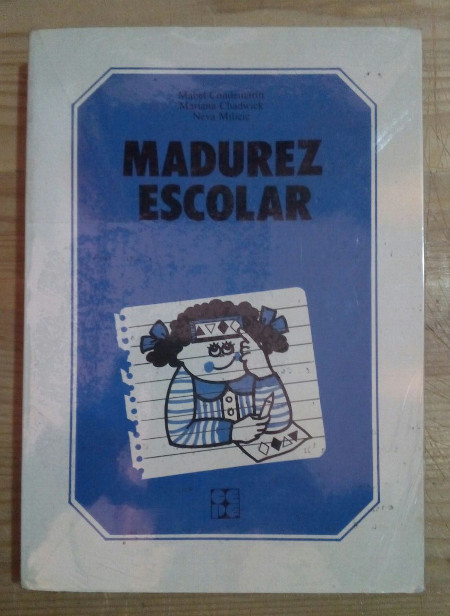 Mabel Condemarín
Mariana Chadwick
Neva Milicic
MADUREZ
ESCOLAR